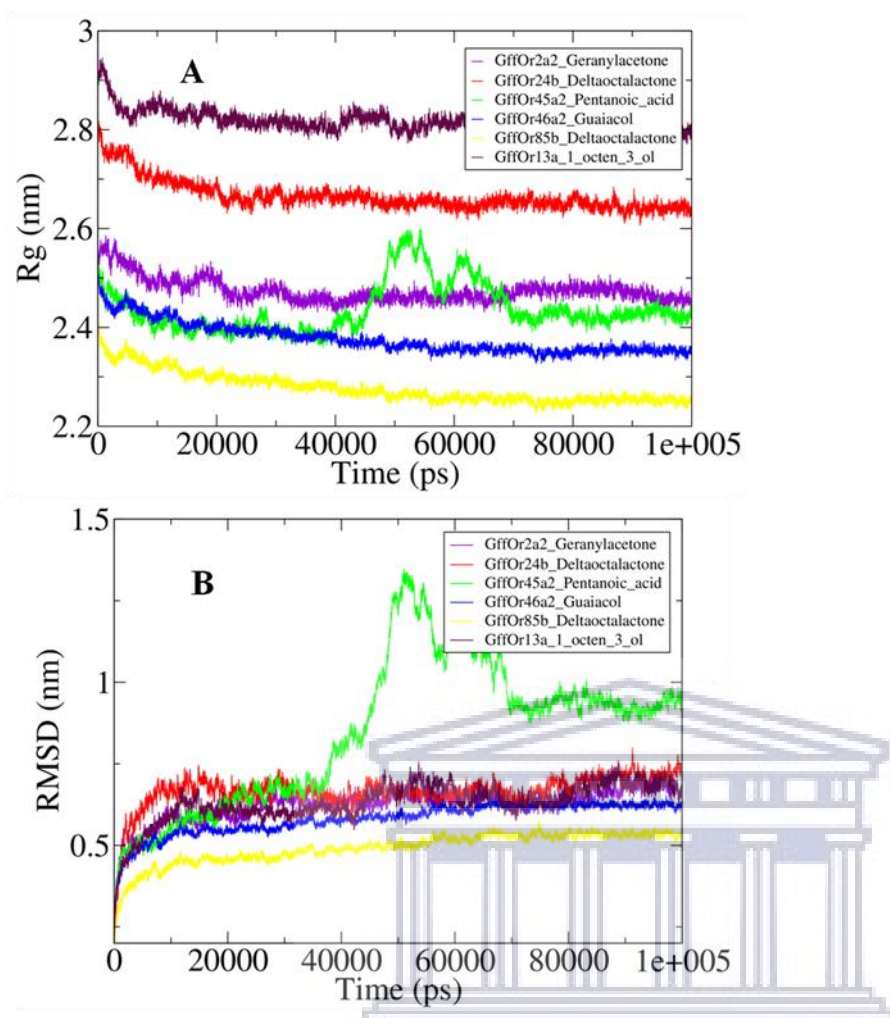 3
A
GffOr2a2_Geranylacetone
GffOr24b_Deltaoctalactone
GffOr45a2_Pentanoic_acid
GffOr46a2_Guaiacol
GffOr85b_Deltaoctalactone
GffOr13a_1_octen_3_ol
2.8
Rg (nm)
2.6
2.4
2.2
0 20000 40000 60000 80000 1e+005
Time (ps)
1.5
B
GffOr2a2_Geranylacetone
GffOr24b_Deltaoctalactone
GffOr45a2_Pentanoic_acid
GffOr46a2_Guaiacol
GffOr85b_Deltaoctalactone
GffOr13a_1_octen_3_ol
1
RMSD (nm)
0.5
0 20000 40000 60000 80000 1e+005
Time (ps)